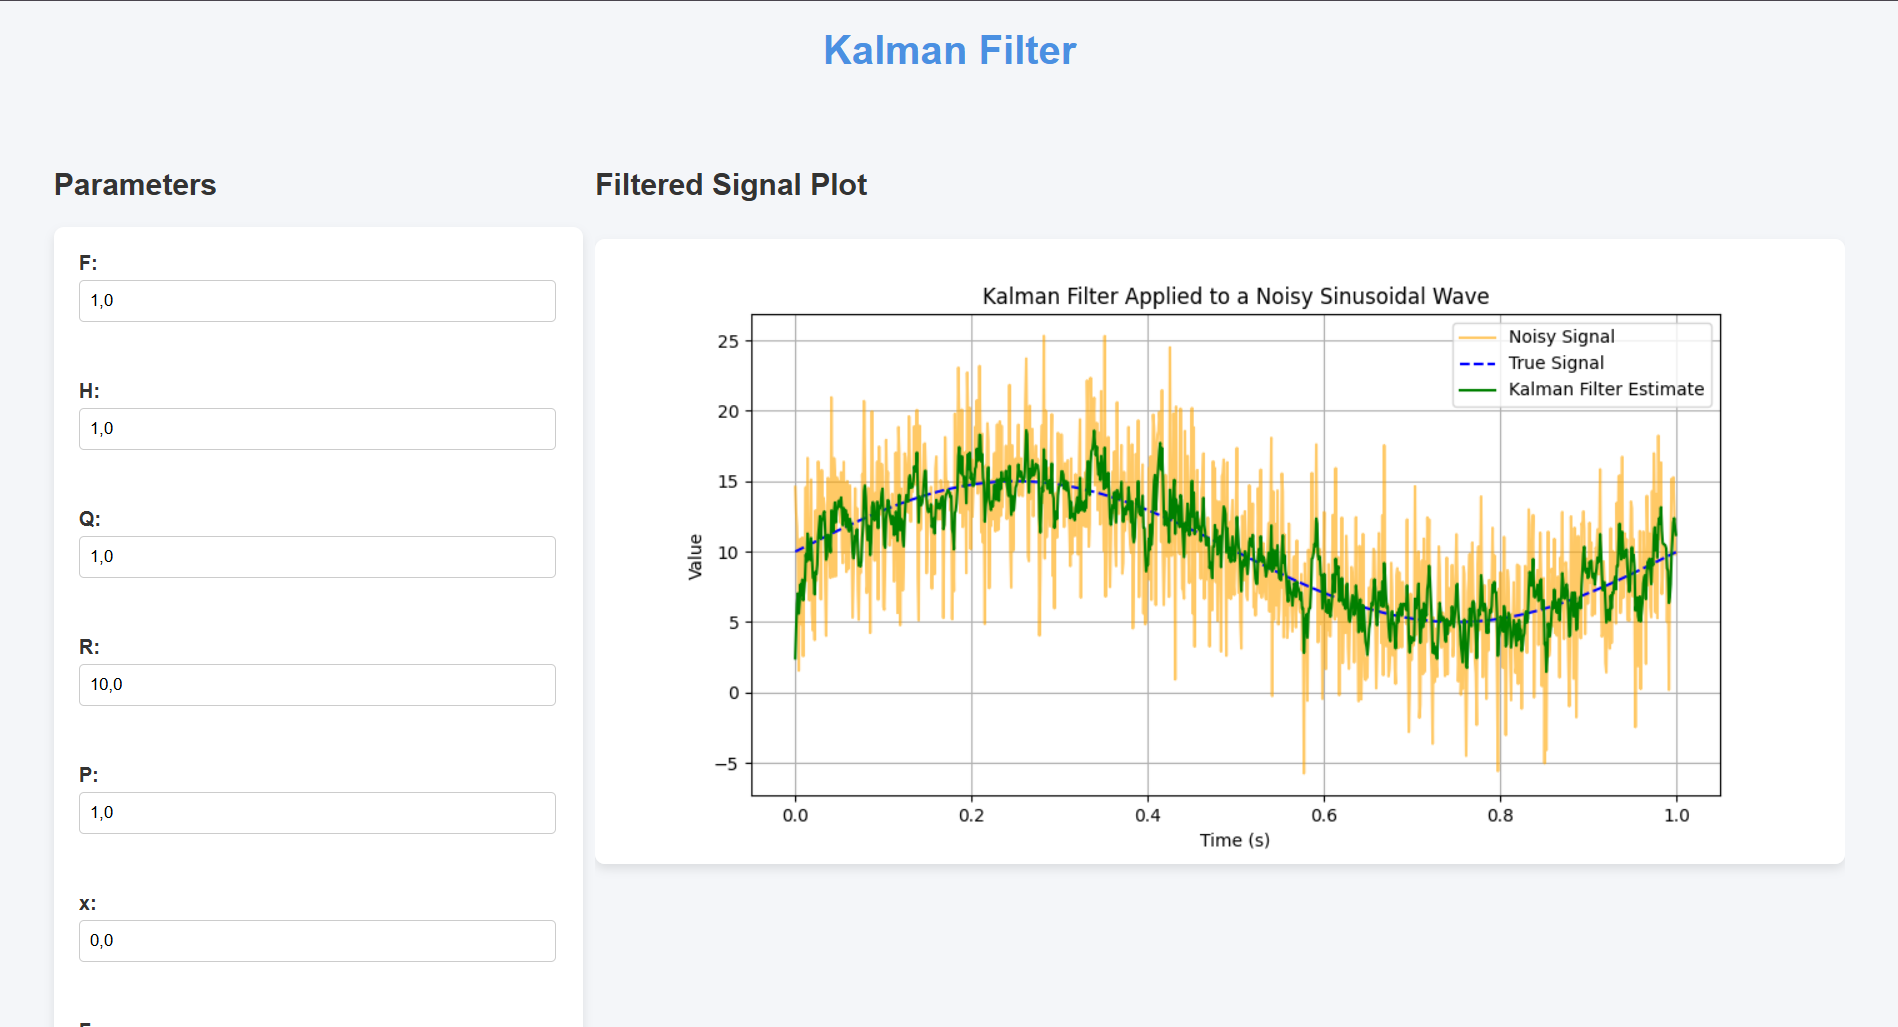 Kalman Filter
Parameters
F:
1,0
H:
1,0
Q:
1,0
R:
10,0
P:
1,0
x:
0,0
Filtered Signal Plot
Kalman Filter Applied to a Noisy Sinusoidal Wave
Noisy Signal
True Signal
Kalman Filter Estimate
Value
25
20
15
10
5
0
−5
0.0 0.2 0.4 0.6 0.8 1.0
Time (s)